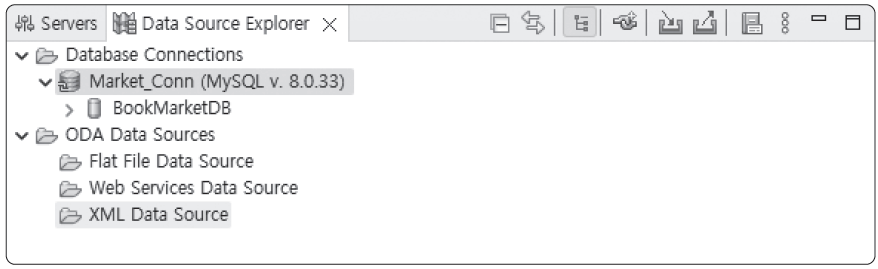 Servers Data Source Explorer
Database Connections
Market_Conn (MySQL v. 8.0.33)
BookMarketDB
ODA Data Sources
Flat File Data Source
Web Services Data Source
XML Data Source